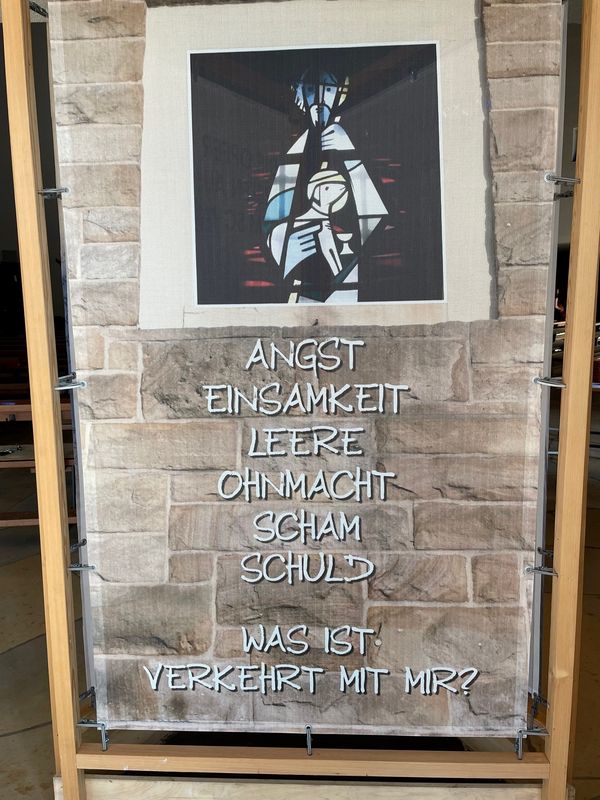 ANGST
EINSAMKEIT
LEERE
OHNMACHT
SCHAM
SCHULD
WAS IST
VERKEHRT MIT MIR?